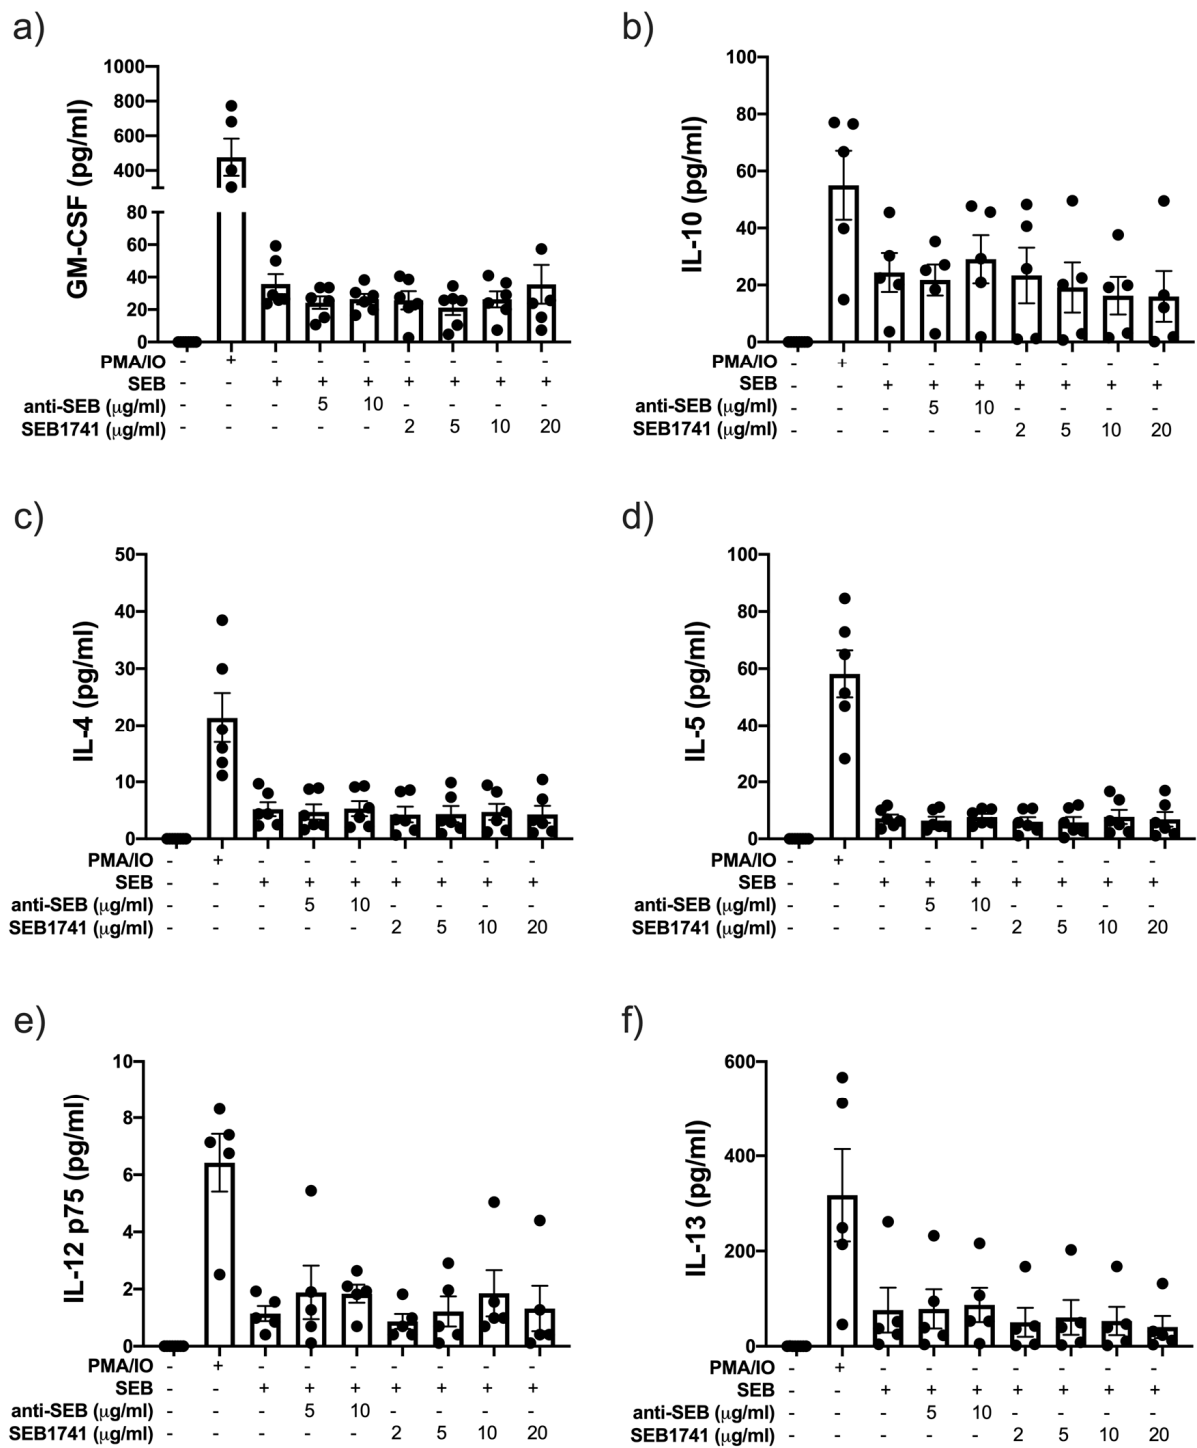 a)
GM-CSF (pg/ml)
1000
800
600
400
80
60
40
20
0
PMA/IO - + - - - - - - -
SEB - - + + + + + + +
anti-SEB (μg/ml) - - - 5 10 - - - -
SEB1741 (μg/ml) - - - - - 2 5 10 20
b)
IL-10 (pg/ml)
100
80
60
40
20
0
PMA/IO - + - - - - - - -
SEB - - + + + + + + +
anti-SEB (μg/ml) - - - 5 10 - - - -
SEB1741 (μg/ml) - - - - - 2 5 10 20
c)
IL-4 (pg/ml)
50
40
30
20
10
0
PMA/IO - + - - - - - - -
SEB - - + + + + + + +
anti-SEB (μg/ml) - - - 5 10 - - - -
SEB1741 (μg/ml) - - - - - 2 5 10 20
d)
IL-5 (pg/ml)
100
80
60
40
20
0
PMA/IO - + - - - - - - -
SEB - - + + + + + + +
anti-SEB (μg/ml) - - - 5 10 - - - -
SEB1741 (μg/ml) - - - - - 2 5 10 20
e)
IL-12 p75 (pg/ml)
10
8
6
4
2
0
PMA/IO - + - - - - - - -
SEB - - + + + + + + +
anti-SEB (μg/ml) - - - 5 10 - - - -
SEB1741 (μg/ml) - - - - - 2 5 10 20
f)
IL-13 (pg/ml)
600
400
200
0
PMA/IO - + - - - - - - -
SEB - - + + + + + + +
anti-SEB (μg/ml) - - - 5 10 - - - -
SEB1741 (μg/ml) - - - - - 2 5 10 20